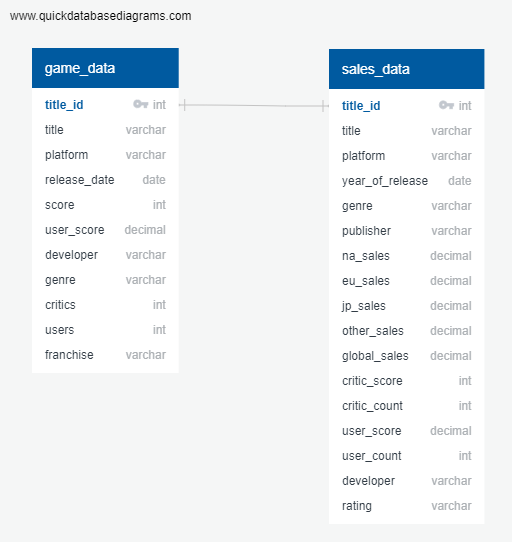 www.quickdatabasediagrams.com
game_data
title_id int
title varchar
platform varchar
release_date date
score int
user_score decimal
developer varchar
genre varchar
critics int
users int
franchise varchar
sales_data
title_id int
title varchar
platform varchar
year_of_release date
genre varchar
publisher varchar
na_sales decimal
eu_sales decimal
jp_sales decimal
other_sales decimal
global_sales decimal
critic_score int
critic_count int
user_score decimal
user_count int
developer varchar
rating varchar